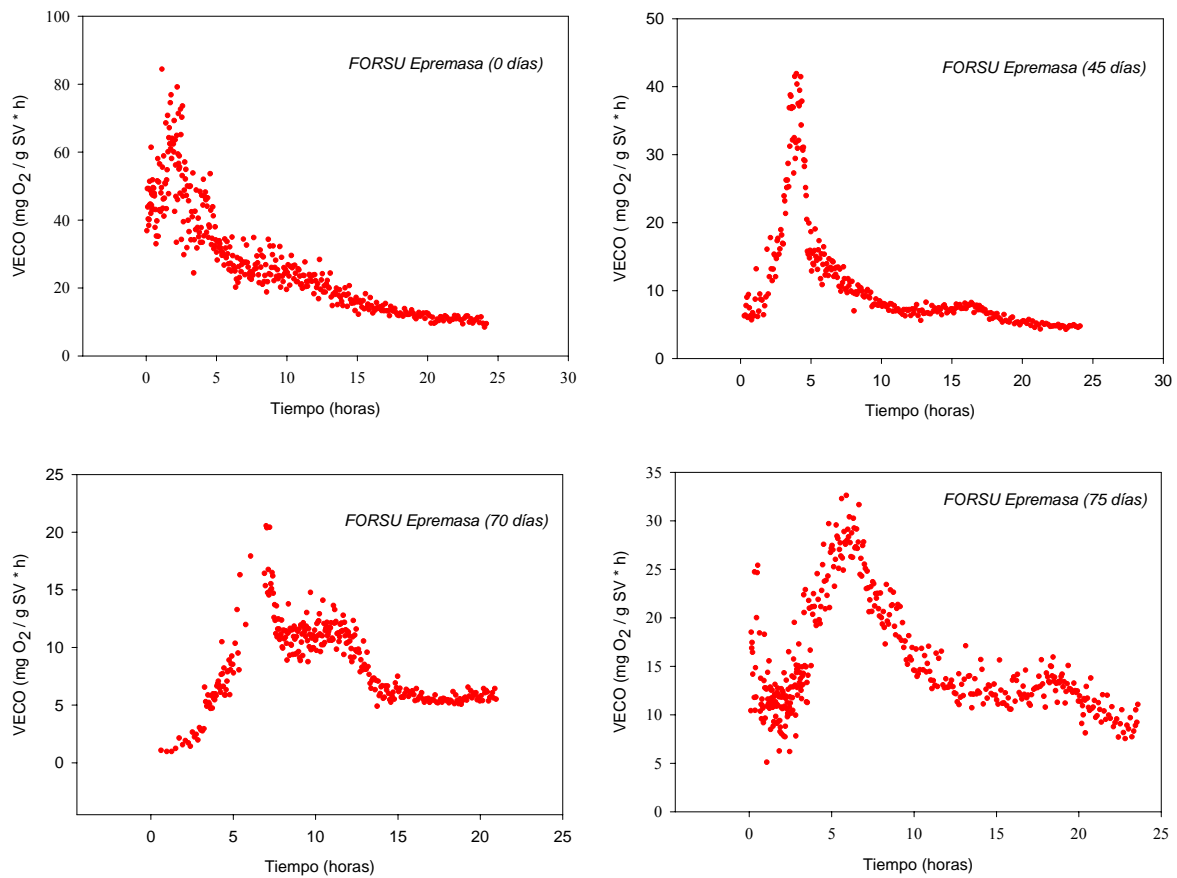 FORSU Epremasa (0 días)
VECO (mg O2 / g SV * h)
100
80
60
40
20
0
0 5 10 15 20 25 30
Tiempo (horas)
FORSU Epremasa (45 días)
VECO ( mg O2 / g SV * h)
50
40
30
20
10
0
0 5 10 15 20 25 30
Tiempo (horas)
FORSU Epremasa (70 días)
VECO (mg O2 / g SV * h)
25
20
15
10
5
0
0 5 10 15 20 25
Tiempo (horas)
FORSU Epremasa (75 días)
VECO (mg O2 / g SV * h)
35
30
25
20
15
10
5
0
0 5 10 15 20 25
Tiempo (horas)